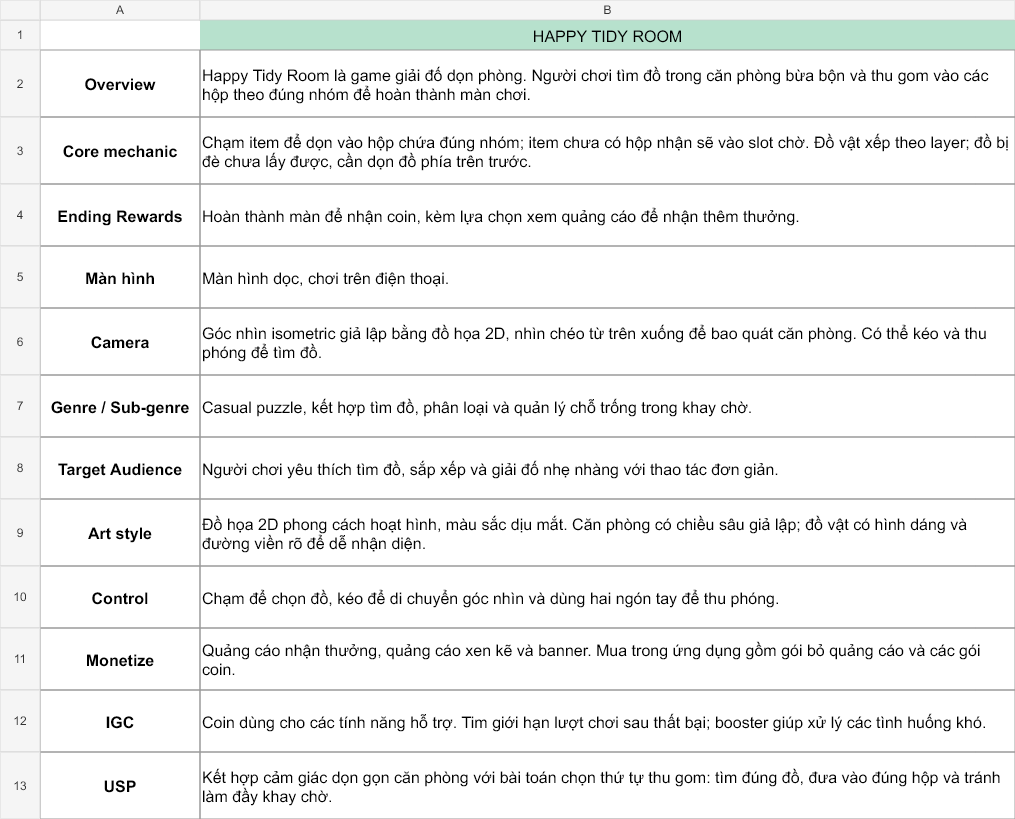 A
B
1
HAPPY TIDY ROOM
2
Overview
Happy Tidy Room là game giải đố dọn phòng. Người chơi tìm đồ trong căn phòng bừa bộn và thu gom vào các
hộp theo đúng nhóm để hoàn thành màn chơi.
3
Core mechanic
Chạm item để dọn vào hộp chứa đúng nhóm; item chưa có hộp nhận sẽ vào slot chờ. Đồ vật xếp theo layer; đồ bị
đè chưa lấy được, cần dọn đồ phía trên trước.
4
Ending Rewards
Hoàn thành màn để nhận coin, kèm lựa chọn xem quảng cáo để nhận thêm thưởng.
5
Màn hình
Màn hình dọc, chơi trên điện thoại.
6
Camera
Góc nhìn isometric giả lập bằng đồ họa 2D, nhìn chéo từ trên xuống để bao quát căn phòng. Có thể kéo và thu
phóng để tìm đồ.
7
Genre / Sub-genre
Casual puzzle, kết hợp tìm đồ, phân loại và quản lý chỗ trống trong khay chờ.
8
Target Audience
Người chơi yêu thích tìm đồ, sắp xếp và giải đố nhẹ nhàng với thao tác đơn giản.
9
Art style
Đồ họa 2D phong cách hoạt hình, màu sắc dịu mắt. Căn phòng có chiều sâu giả lập; đồ vật có hình dáng và
đường viền rõ để dễ nhận diện.
10
Control
Chạm để chọn đồ, kéo để di chuyển góc nhìn và dùng hai ngón tay để thu phóng.
11
Monetize
Quảng cáo nhận thưởng, quảng cáo xen kẽ và banner. Mua trong ứng dụng gồm gói bỏ quảng cáo và các gói
coin.
12
IGC
Coin dùng cho các tính năng hỗ trợ. Tim giới hạn lượt chơi sau thất bại; booster giúp xử lý các tình huống khó.
13
USP
Kết hợp cảm giác dọn gọn căn phòng với bài toán chọn thứ tự thu gom: tìm đúng đồ, đưa vào đúng hộp và tránh
làm đầy khay chờ.